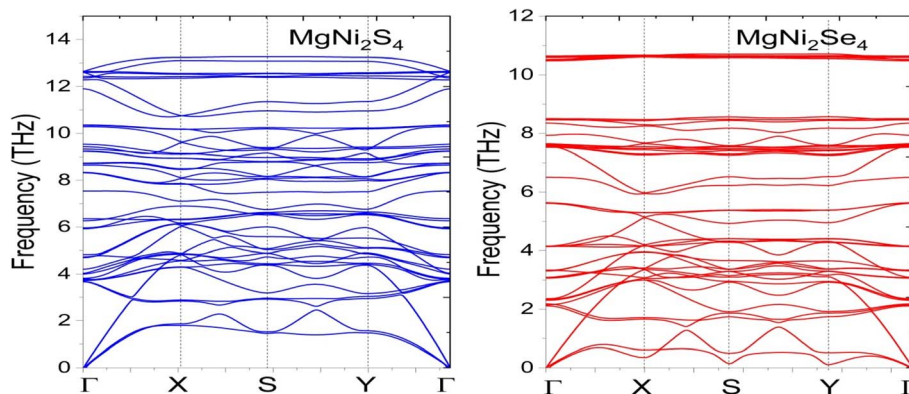 MgNi₂S₄
Frequency (THz)
14
12
10
8
6
4
2
0
Γ X S Y Γ
MgNi₂Se₄
Frequency (THz)
12
10
8
6
4
2
0
Γ X S Y Γ